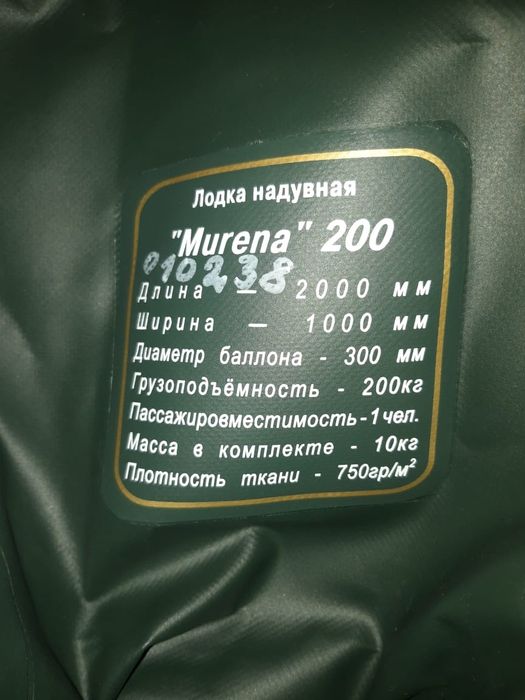 Лодка надувная
"Murena" 200
010238
Длина — 2000 мм
Ширина — 1000 мм
Диаметр баллона - 300 мм
Грузоподъёмность - 200кг
Пассажировместимость-1чел.
Масса в комплекте - 10кг
Плотность ткани - 750гр/м²